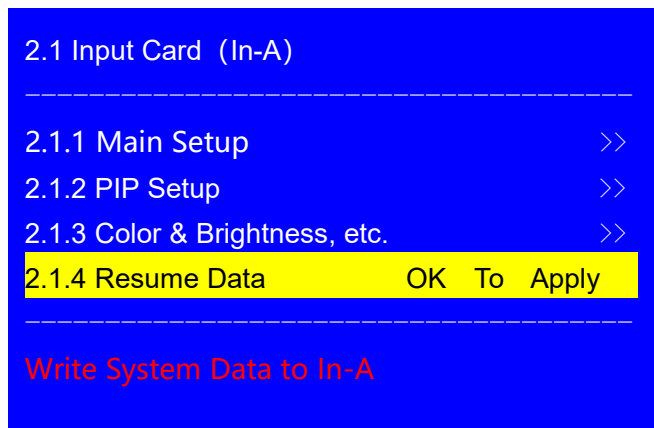 2.1 Input Card（In-A）
2.1.1 Main Setup >>
2.1.2 PIP Setup >>
2.1.3 Color & Brightness, etc. >>
2.1.4 Resume Data OK To Apply
Write System Data to In-A